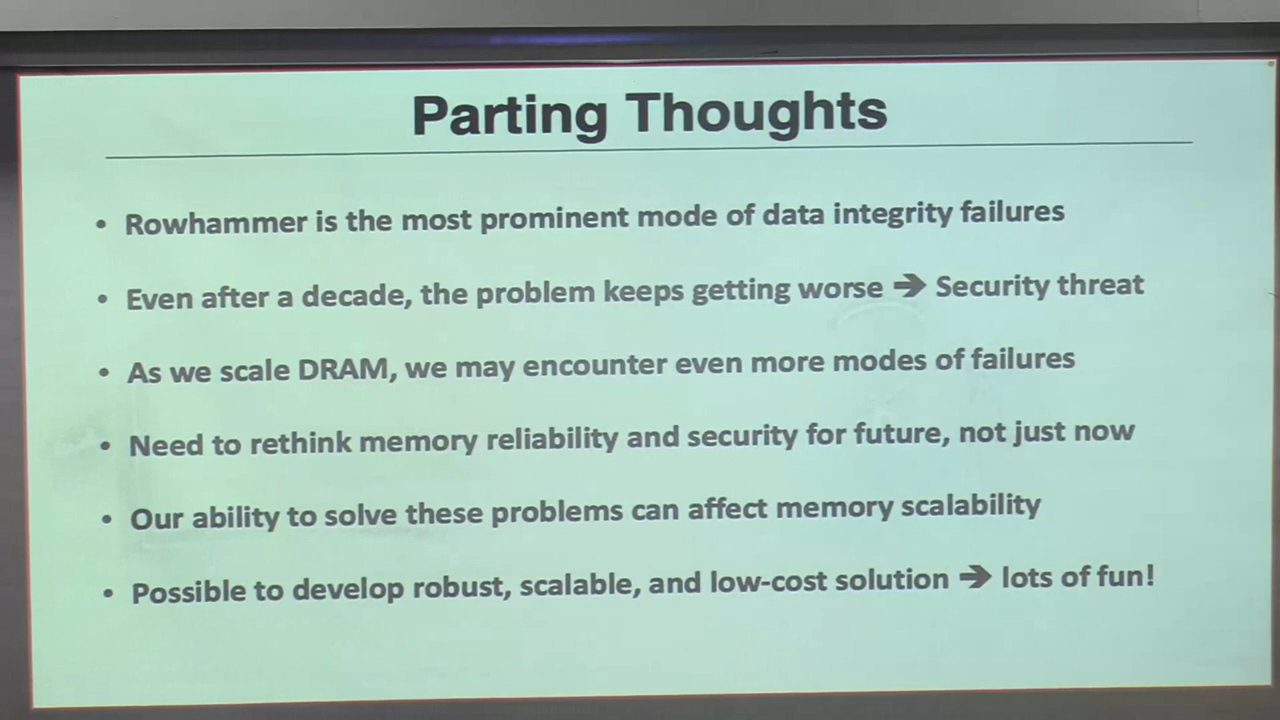 Parting Thoughts
• Rowhammer is the most prominent mode of data integrity failures
• Even after a decade, the problem keeps getting worse ➔ Security threat
• As we scale DRAM, we may encounter even more modes of failures
• Need to rethink memory reliability and security for future, not just now
• Our ability to solve these problems can affect memory scalability
• Possible to develop robust, scalable, and low-cost solution ➔ lots of fun!